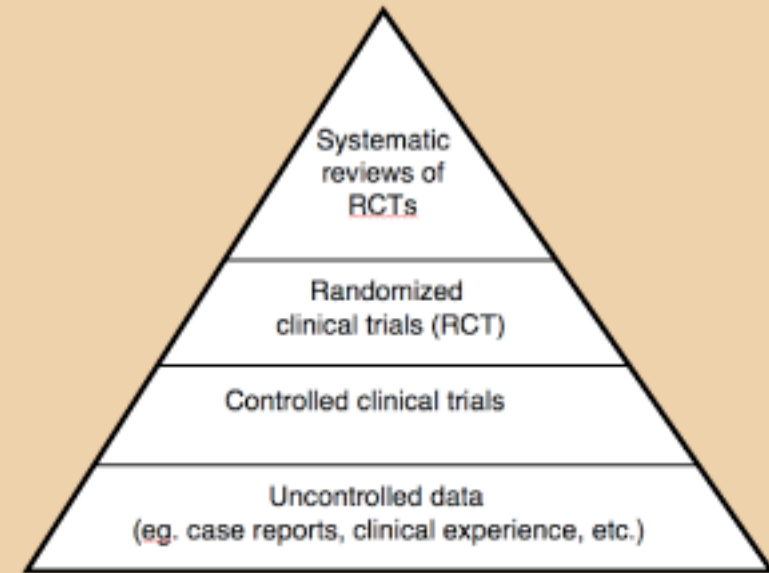 Systematic
reviews of
RCTs
Randomized
clinical trials (RCT)
Controlled clinical trials
Uncontrolled data
(eg. case reports, clinical experience, etc.)